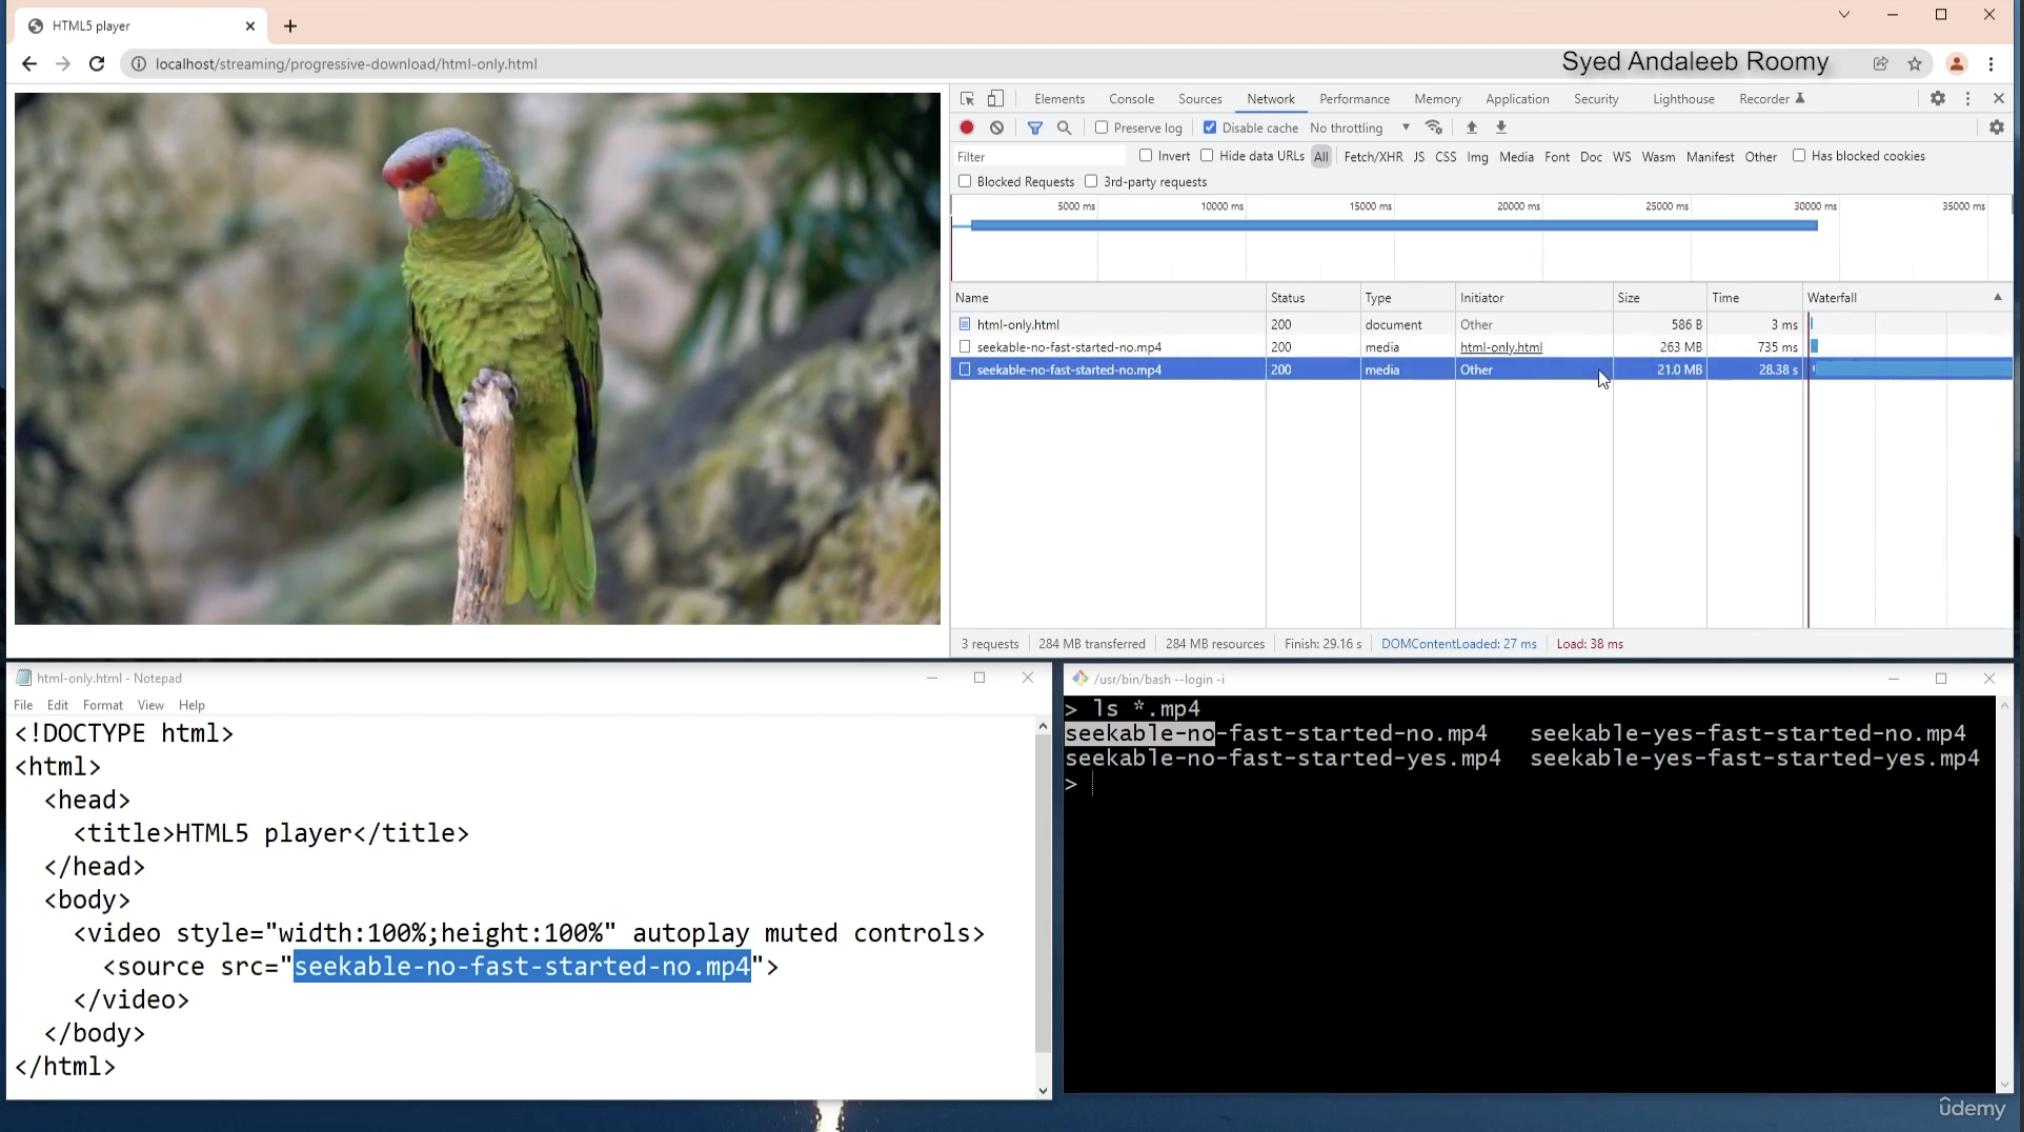 HTML5 player
localhost/streaming/progressive-download/html-only.html
Syed Andaleeb Roomy
Elements Console Sources Network Performance Memory Application Security Lighthouse Recorder
Preserve log Disable cache No throttling
Filter Invert Hide data URLs All Fetch/XHR JS CSS Img Media Font Doc WS Wasm Manifest Other Has blocked cookies
Blocked Requests 3rd-party requests
5000 ms 10000 ms 15000 ms 20000 ms 25000 ms 30000 ms 35000 ms
Name Status Type Initiator Size Time Waterfall
html-only.html 200 document Other 586 B 3 ms
seekable-no-fast-started-no.mp4 200 media html-only.html 263 MB 735 ms
seekable-no-fast-started-no.mp4 200 media Other 21.0 MB 28.38 s
3 requests 284 MB transferred 284 MB resources Finish: 29.16 s DOMContentLoaded: 27 ms Load: 38 ms
html-only.html - Notepad
File Edit Format View Help
<!DOCTYPE html>
<html>
<head>
<title>HTML5 player</title>
</head>
<body>
<video style="width:100%;height:100%" autoplay muted controls>
<source src="seekable-no-fast-started-no.mp4">
</video>
</body>
</html>
/usr/bin/bash --login -i
> ls *.mp4
seekable-no-fast-started-no.mp4 seekable-yes-fast-started-no.mp4
seekable-no-fast-started-yes.mp4 seekable-yes-fast-started-yes.mp4
>
ûdemy